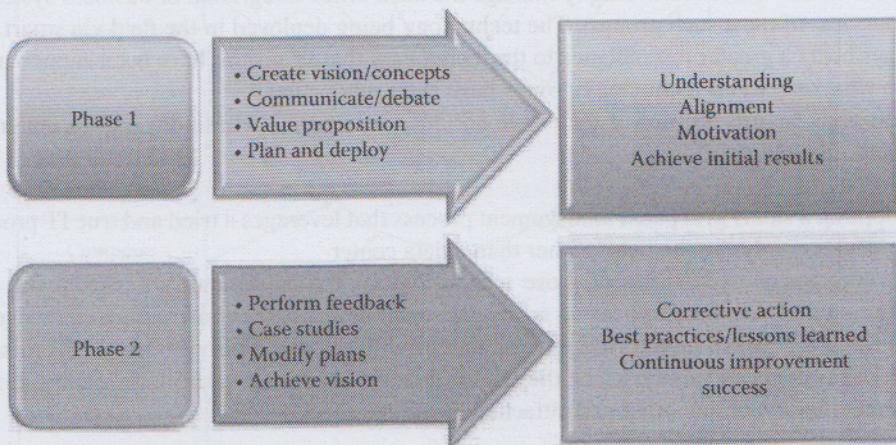 Phase 1
• Create vision/concepts
• Communicate/debate
• Value proposition
• Plan and deploy
Understanding
Alignment
Motivation
Achieve initial results
Phase 2
• Perform feedback
• Case studies
• Modify plans
• Achieve vision
Corrective action
Best practices/lessons learned
Continuous improvement
success